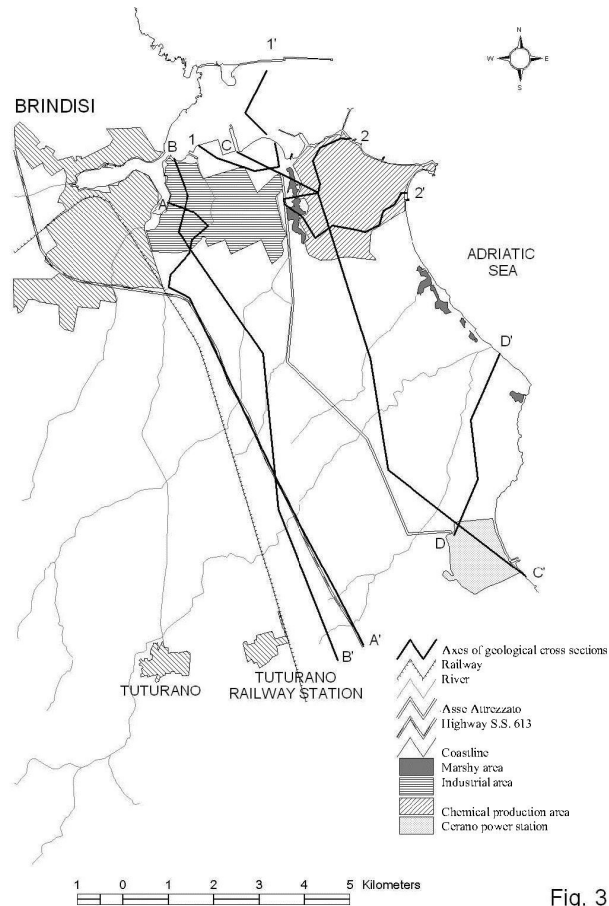 1'
N
W E
S
BRINDISI
B
1
C
2
A
2'
ADRIATIC
SEA
D'
D
C'
A'
B'
TUTURANO
TUTURANO
RAILWAY STATION
Axes of geological cross sections
Railway
River
Asse Attrezzato
Highway S.S. 613
Coastline
Marshy area
Industrial area
Chemical production area
Cerano power station
1 0 1 2 3 4 5 Kilometers
Fig. 3